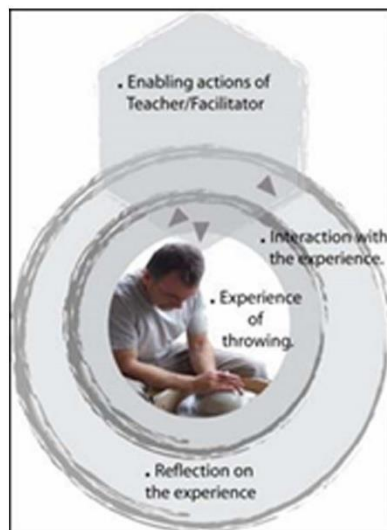 . Enabling actions of
Teacher/Facilitator
. Interaction with
the experience.
. Experience
of
throwing.
. Reflection on
the experience